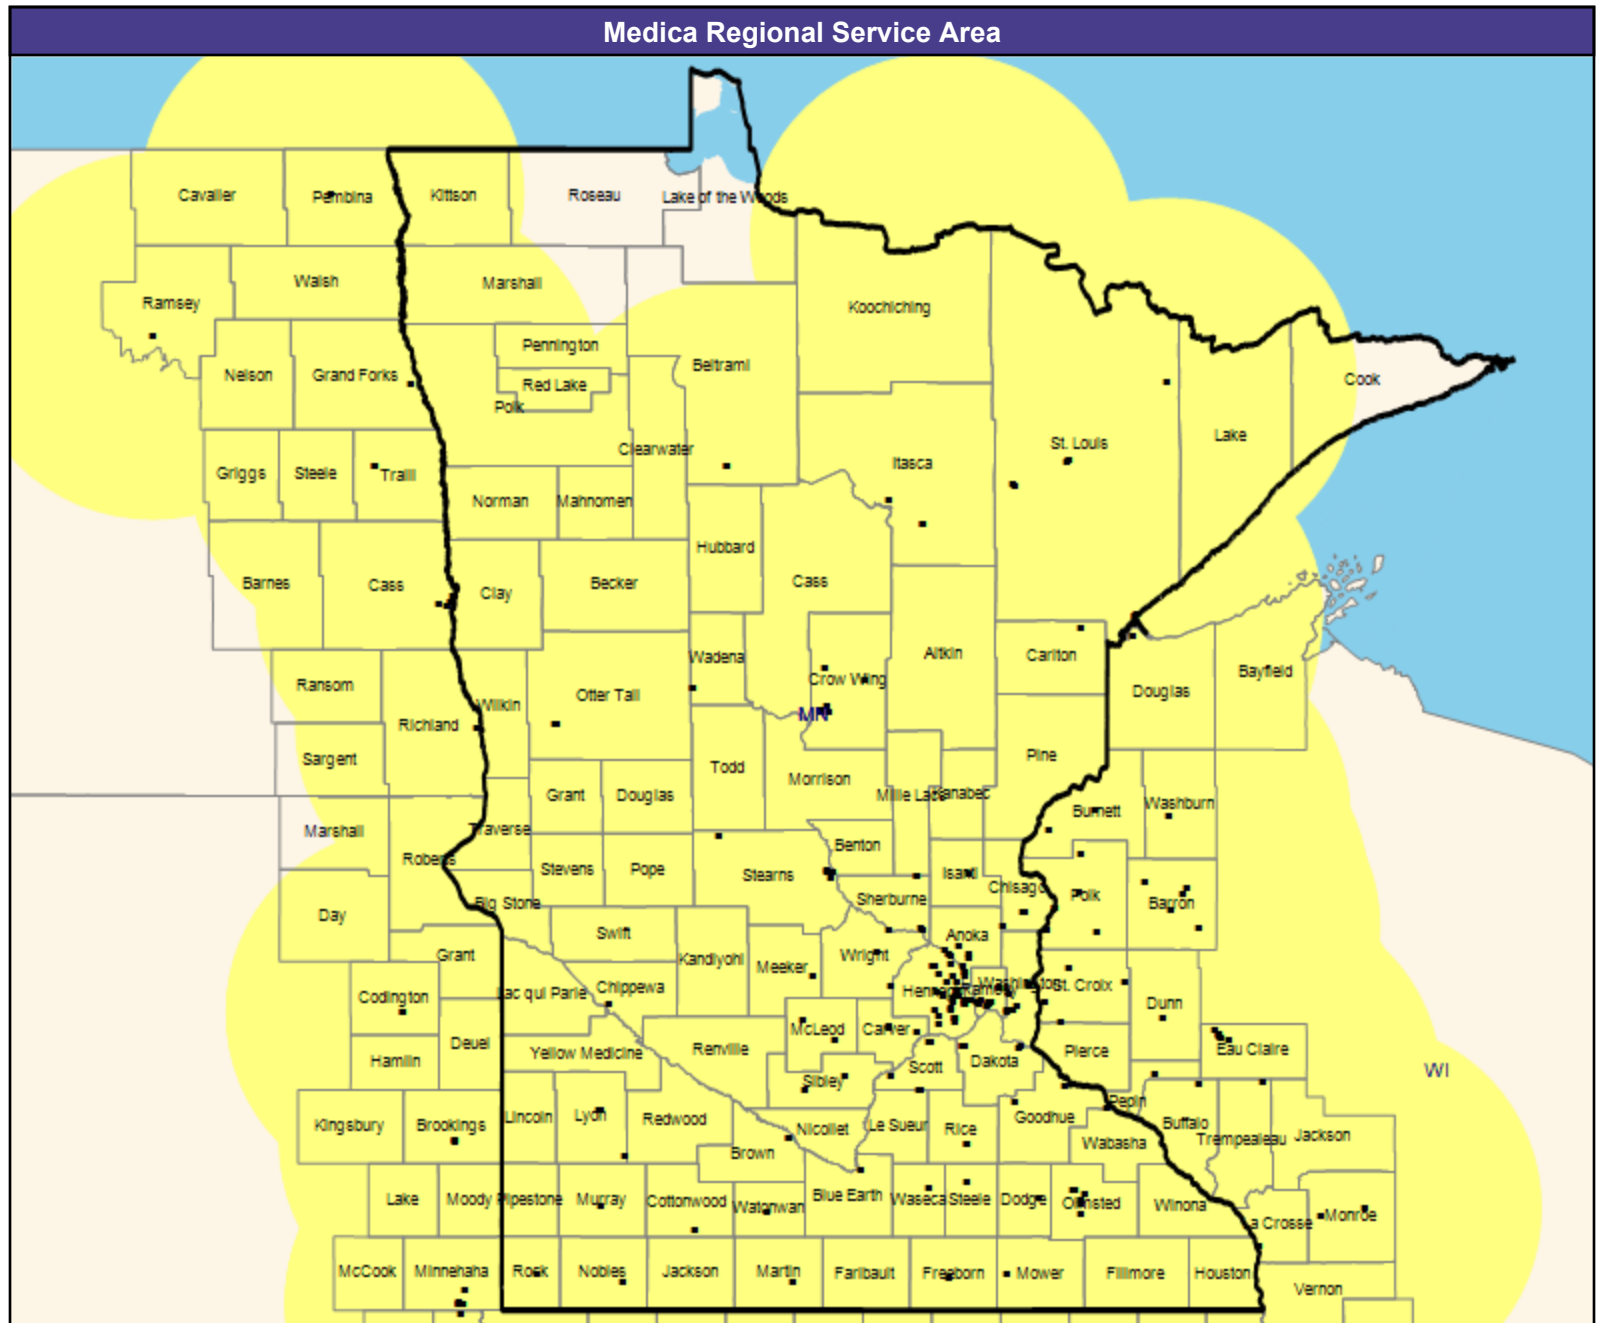 Medica Regional Service Area
Cavalier
Pembina
Kittson
Roseau
Lake of the Woods
Ramsey
Walsh
Marshall
Koochiching
Nelson
Grand Forks
Pennington
Red Lake
Polk
Beltrami
Cook
Clearwater
Griggs
Steele
Traill
Norman
Mahnomen
Itasca
St. Louis
Lake
Hubbard
Barnes
Cass
Clay
Becker
Cass
Ransom
Richland
Wilkin
Otter Tail
Wadena
Crow Wing
MN
Aitkin
Carlton
Douglas
Bayfield
Sargent
Grant
Douglas
Todd
Morrison
Mille Lacs
Kanabec
Pine
Burnett
Washburn
Marshall
Roberts
Traverse
Stevens
Pope
Stearns
Benton
Sherburne
Isanti
Chisago
Polk
Barron
Day
Big Stone
Swift
Kandiyohi
Meeker
Wright
Anoka
Grant
Codington
Lac qui Parle
Chippewa
Hennepin
Ramsey
Washington
St. Croix
Dunn
Hamlin
Deuel
Yellow Medicine
Renville
McLeod
Carver
Scott
Dakota
Pierce
Eau Claire
WI
Sibley
Kingsbury
Brookings
Lincoln
Lyon
Redwood
Brown
Nicollet
Le Sueur
Rice
Goodhue
Wabasha
Pepin
Buffalo
Trempealeau
Jackson
Lake
Moody
Pipestone
Murray
Cottonwood
Watonwan
Blue Earth
Waseca
Steele
Dodge
Olmsted
Winona
La Crosse
Monroe
McCook
Minnehaha
Rock
Nobles
Jackson
Martin
Faribault
Freeborn
Mower
Fillmore
Houston
Vernon